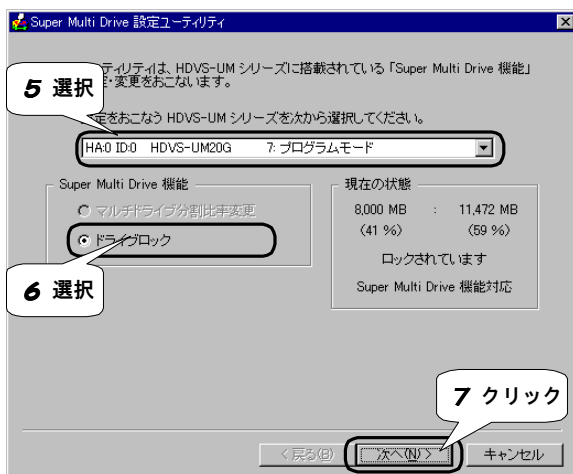 Super Multi Drive 設定ユーティリティ
ティリティは、HDVS-UM シリーズに搭載されている「Super Multi Drive 機能」
定・変更をおこないます。
5 選択
定をおこなう HDVS-UM シリーズを次から選択してください。
HA:0 ID:0 HDVS-UM20G 7: プログラムモード
Super Multi Drive 機能
マルチドライブ分割比率変更
ドライブロック
6 選択
現在の状態
8,000 MB : 11,472 MB
(41 %) (59 %)
ロックされています
Super Multi Drive 機能対応
7 クリック
< 戻る(B) 次へ(N) > キャンセル